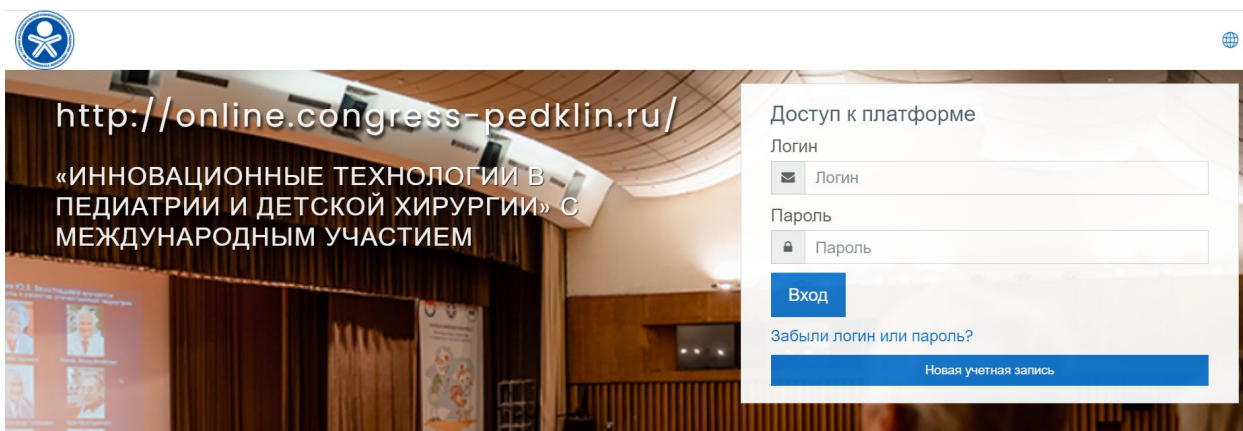 http://online.congress-pedklin.ru/
«ИННОВАЦИОННЫЕ ТЕХНОЛОГИИ В
ПЕДИАТРИИ И ДЕТСКОЙ ХИРУРГИИ» С
МЕЖДУНАРОДНЫМ УЧАСТИЕМ
Доступ к платформе
Логин
Логин
Пароль
Пароль
Вход
Забыли логин или пароль?
Новая учетная запись